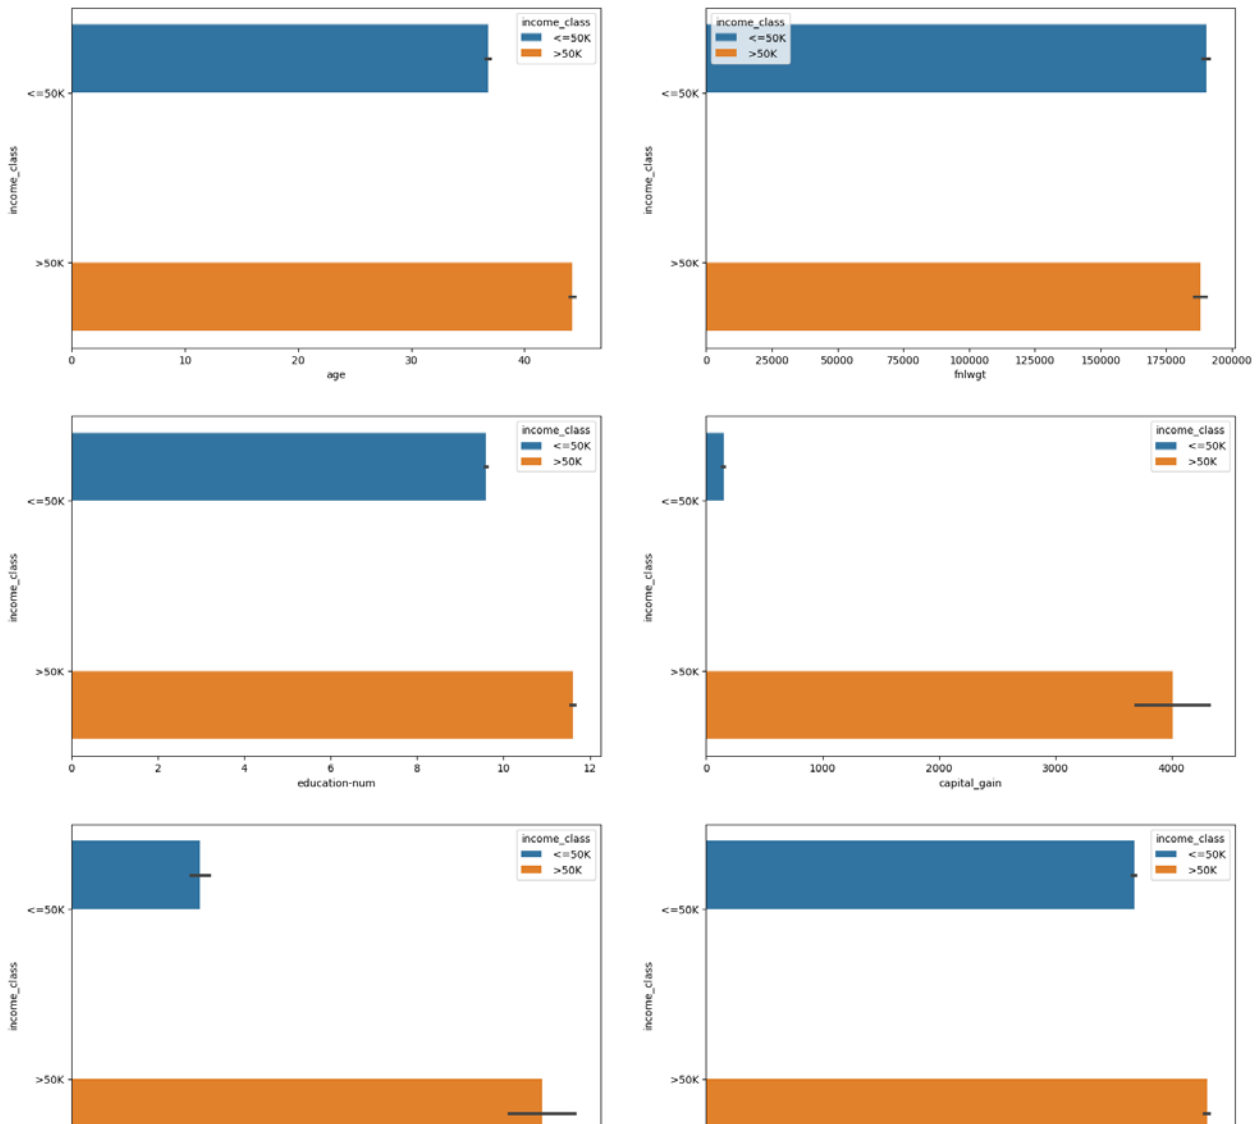 income_class
<=50K
>50K
<=50K
income_class
>50K
0 10 20 30 40
age
income_class
<=50K
>50K
<=50K
income_class
>50K
0 25000 50000 75000 100000 125000 150000 175000 200000
fnlwgt
income_class
<=50K
>50K
<=50K
income_class
>50K
0 2 4 6 8 10 12
education-num
income_class
<=50K
>50K
<=50K
income_class
>50K
0 1000 2000 3000 4000
capital_gain
income_class
<=50K
>50K
<=50K
income_class
>50K
income_class
<=50K
>50K
<=50K
income_class
>50K